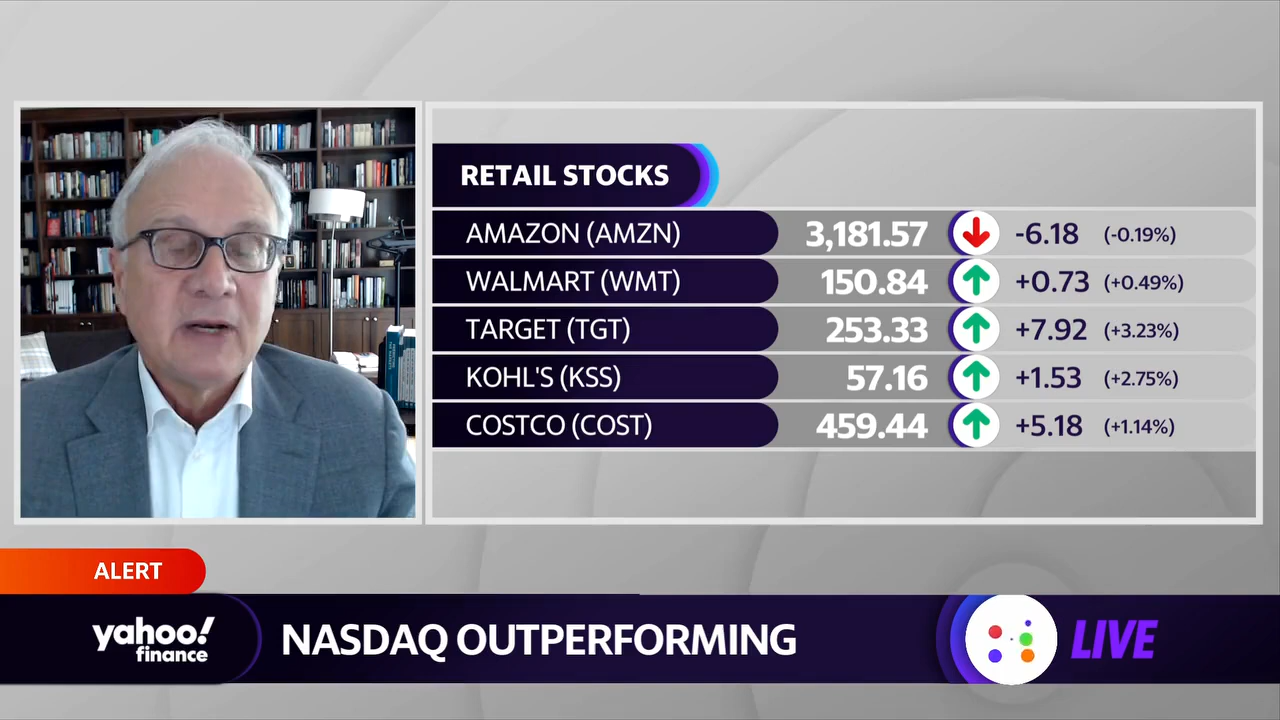 RETAIL STOCKS
AMAZON (AMZN) 3,181.57 -6.18 (-0.19%)
WALMART (WMT) 150.84 +0.73 (+0.49%)
TARGET (TGT) 253.33 +7.92 (+3.23%)
KOHL'S (KSS) 57.16 +1.53 (+2.75%)
COSTCO (COST) 459.44 +5.18 (+1.14%)
ALERT
yahoo!
finance
NASDAQ OUTPERFORMING
LIVE